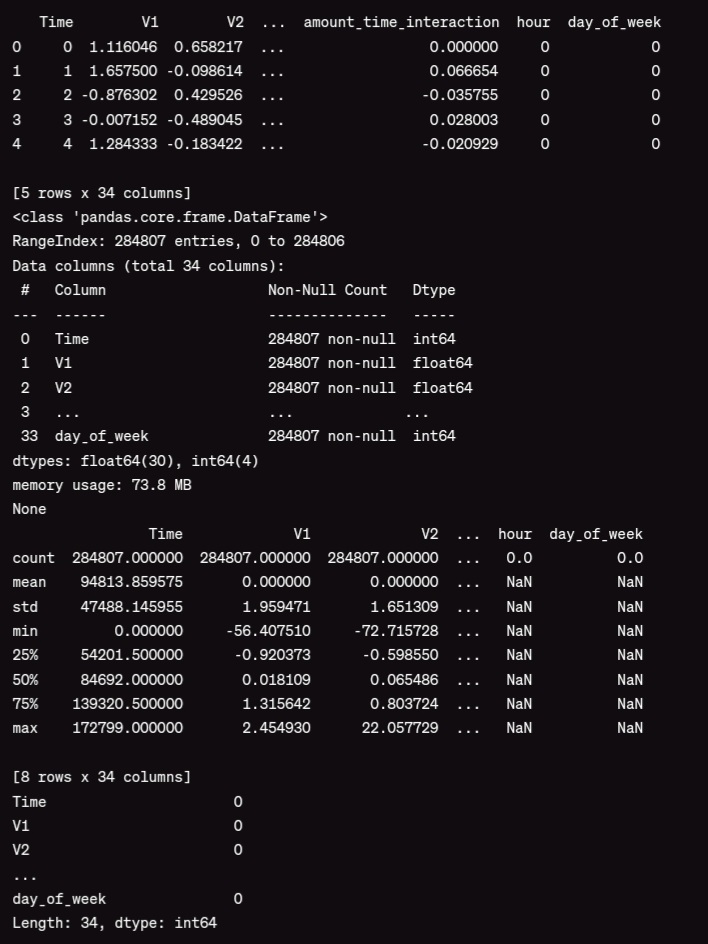 Time        V1        V2  ...  amount_time_interaction  hour  day_of_week
0     0  1.116046  0.658217  ...                 0.000000     0            0
1     1  1.657500 -0.098614  ...                 0.066654     0            0
2     2 -0.876302  0.429526  ...                -0.035755     0            0
3     3 -0.007152 -0.489045  ...                 0.028003     0            0
4     4  1.284333 -0.183422  ...                -0.020929     0            0
[5 rows x 34 columns]
<class 'pandas.core.frame.DataFrame'>
RangeIndex: 284807 entries, 0 to 284806
Data columns (total 34 columns):
 #   Column                   Non-Null Count   Dtype
---  ------                   --------------   -----
 0   Time                     284807 non-null  int64
 1   V1                       284807 non-null  float64
 2   V2                       284807 non-null  float64
 3   ...                      ...             ...
 33  day_of_week              284807 non-null  int64
dtypes: float64(30), int64(4)
memory usage: 73.8 MB
None
                Time             V1             V2  ...  hour  day_of_week
count  284807.000000  284807.000000  284807.000000  ...   0.0          0.0
mean    94813.859575       0.000000       0.000000  ...   NaN          NaN
std     47488.145955       1.959471       1.651309  ...   NaN          NaN
min         0.000000     -56.407510     -72.715728  ...   NaN          NaN
25%     54201.500000      -0.920373      -0.598550  ...   NaN          NaN
50%     84692.000000       0.018109       0.065486  ...   NaN          NaN
75%    139320.500000       1.315642       0.803724  ...   NaN          NaN
max    172799.000000       2.454930      22.057729  ...   NaN          NaN
[8 rows x 34 columns]
Time                      0
V1                        0
V2                        0
...
day_of_week               0
Length: 34, dtype: int64